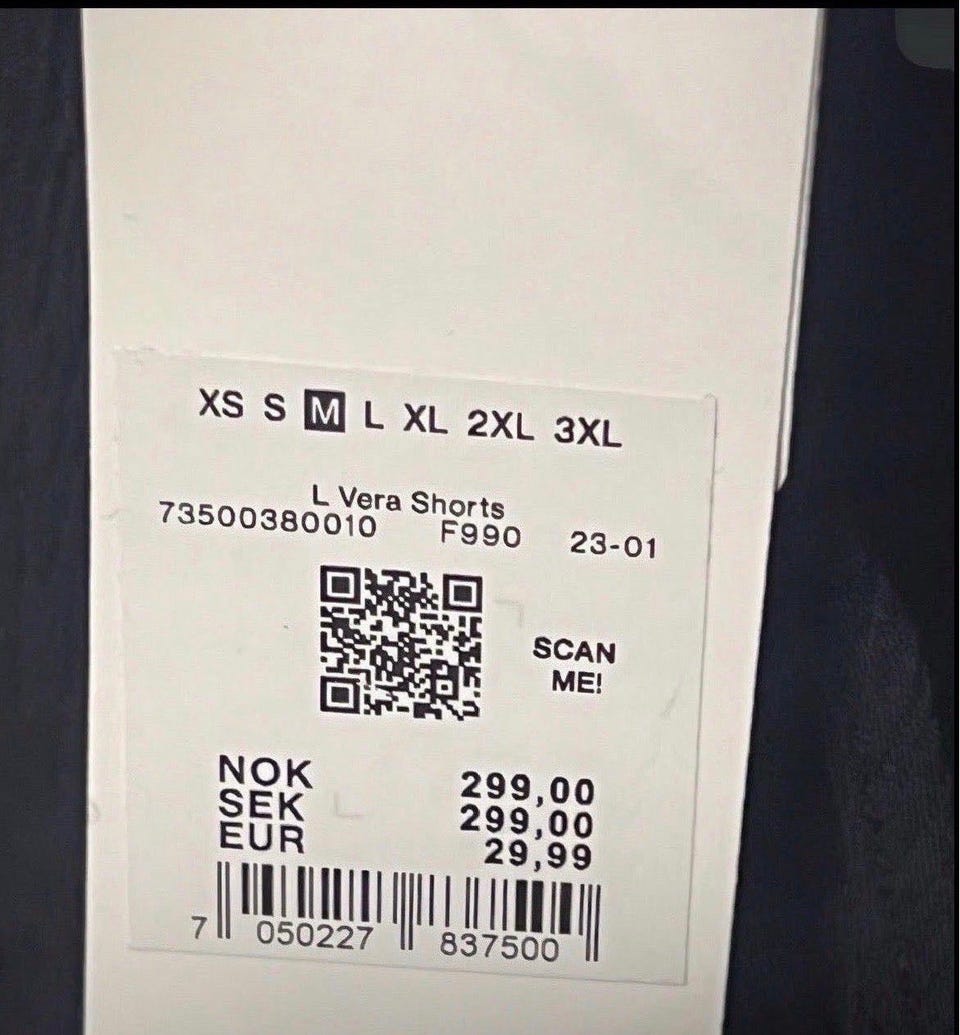 XS S M L XL 2XL 3XL
L Vera Shorts
73500380010 F990 23-01
SCAN
ME!
NOK 299,00
SEK 299,00
EUR 29,99
7 050227 837500